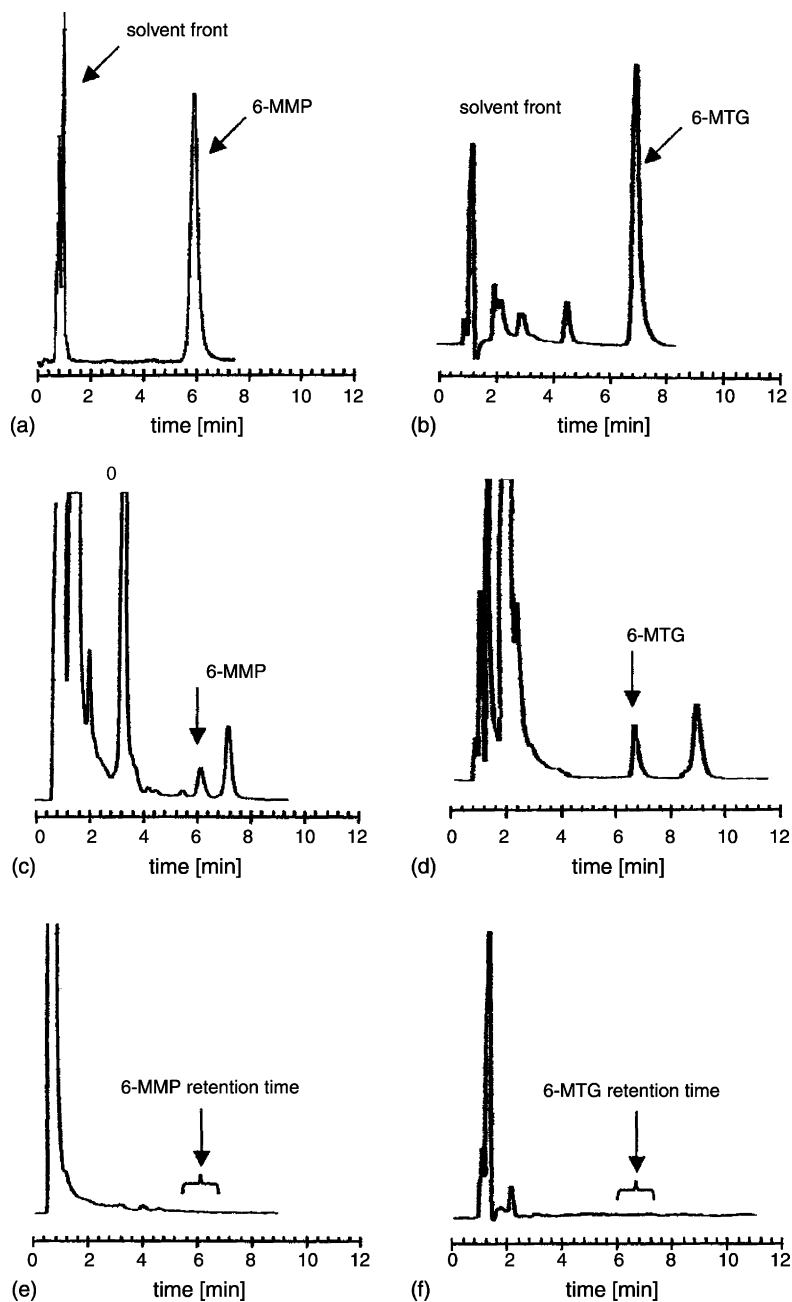 solvent front
6-MMP
0 2 4 6 8 10 12
(a) time [min]
solvent front
6-MTG
0 2 4 6 8 10 12
(b) time [min]
0
6-MMP
0 2 4 6 8 10 12
(c) time [min]
6-MTG
0 2 4 6 8 10 12
(d) time [min]
6-MMP retention time
0 2 4 6 8 10 12
(e) time [min]
6-MTG retention time
0 2 4 6 8 10 12
(f) time [min]